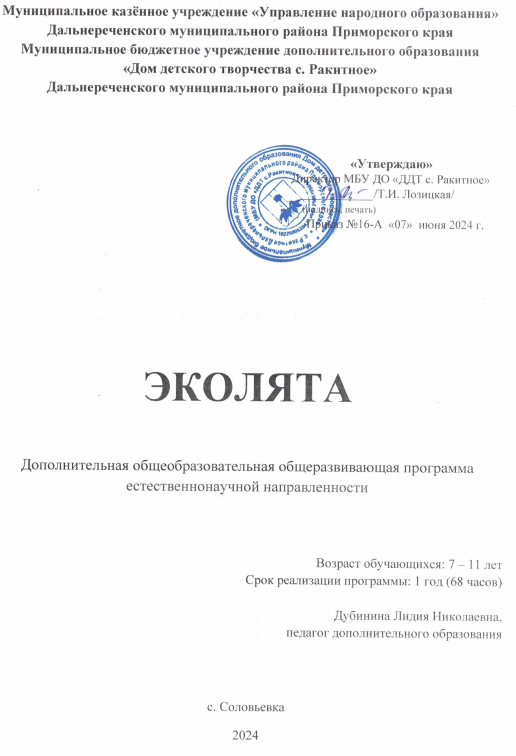 Муниципальное казённое учреждение «Управление народного образования»
Дальнереченского муниципального района Приморского края
Муниципальное бюджетное учреждение дополнительного образования
«Дом детского творчества с. Ракитное»
Дальнереченского муниципального района Приморского края
«Утверждаю»
Директор МБУ ДО «ДДТ с. Ракитное»
/Т.И. Лозицкая/
(подпись, печать)
Приказ №16-А «07» июня 2024 г.
ЭКОЛЯТА
Дополнительная общеобразовательная общеразвивающая программа
естественнонаучной направленности
Возраст обучающихся: 7 – 11 лет
Срок реализации программы: 1 год (68 часов)
Дубинина Лидия Николаевна,
педагог дополнительного образования
с. Соловьевка
2024